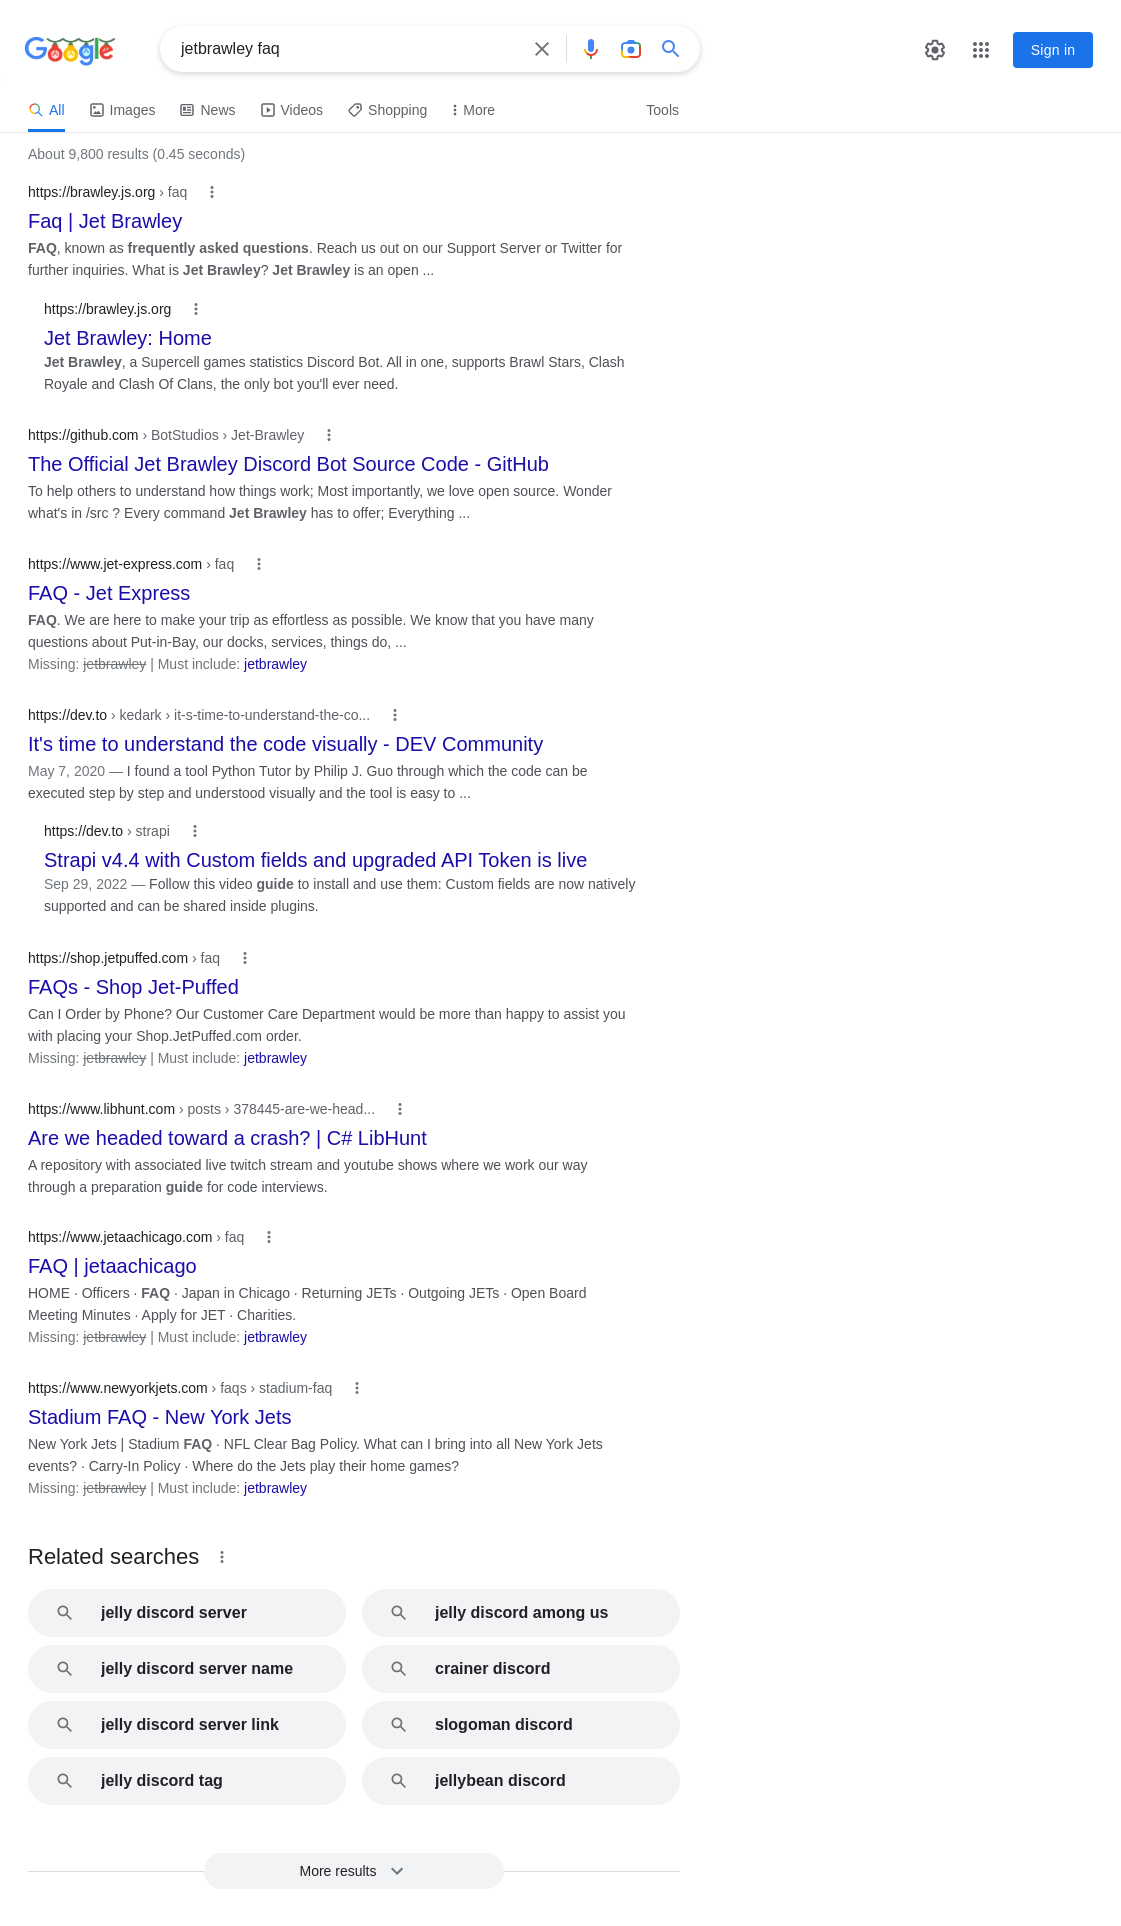 Google
jetbrawley faq
Sign in
All Images News Videos Shopping More Tools
About 9,800 results (0.45 seconds)
https://brawley.js.org › faq
Faq | Jet Brawley
FAQ, known as frequently asked questions. Reach us out on our Support Server or Twitter for
further inquiries. What is Jet Brawley? Jet Brawley is an open ...
https://brawley.js.org
Jet Brawley: Home
Jet Brawley, a Supercell games statistics Discord Bot. All in one, supports Brawl Stars, Clash
Royale and Clash Of Clans, the only bot you'll ever need.
https://github.com › BotStudios › Jet-Brawley
The Official Jet Brawley Discord Bot Source Code - GitHub
To help others to understand how things work; Most importantly, we love open source. Wonder
what's in /src ? Every command Jet Brawley has to offer; Everything ...
https://www.jet-express.com › faq
FAQ - Jet Express
FAQ. We are here to make your trip as effortless as possible. We know that you have many
questions about Put-in-Bay, our docks, services, things do, ...
Missing: jetbrawley | Must include: jetbrawley
https://dev.to › kedark › it-s-time-to-understand-the-co...
It's time to understand the code visually - DEV Community
May 7, 2020 — I found a tool Python Tutor by Philip J. Guo through which the code can be
executed step by step and understood visually and the tool is easy to ...
https://dev.to › strapi
Strapi v4.4 with Custom fields and upgraded API Token is live
Sep 29, 2022 — Follow this video guide to install and use them: Custom fields are now natively
supported and can be shared inside plugins.
https://shop.jetpuffed.com › faq
FAQs - Shop Jet-Puffed
Can I Order by Phone? Our Customer Care Department would be more than happy to assist you
with placing your Shop.JetPuffed.com order.
Missing: jetbrawley | Must include: jetbrawley
https://www.libhunt.com › posts › 378445-are-we-head...
Are we headed toward a crash? | C# LibHunt
A repository with associated live twitch stream and youtube shows where we work our way
through a preparation guide for code interviews.
https://www.jetaachicago.com › faq
FAQ | jetaachicago
HOME · Officers · FAQ · Japan in Chicago · Returning JETs · Outgoing JETs · Open Board
Meeting Minutes · Apply for JET · Charities.
Missing: jetbrawley | Must include: jetbrawley
https://www.newyorkjets.com › faqs › stadium-faq
Stadium FAQ - New York Jets
New York Jets | Stadium FAQ · NFL Clear Bag Policy. What can I bring into all New York Jets
events? · Carry-In Policy · Where do the Jets play their home games?
Missing: jetbrawley | Must include: jetbrawley
Related searches
jelly discord server
jelly discord among us
jelly discord server name
crainer discord
jelly discord server link
slogoman discord
jelly discord tag
jellybean discord
More results